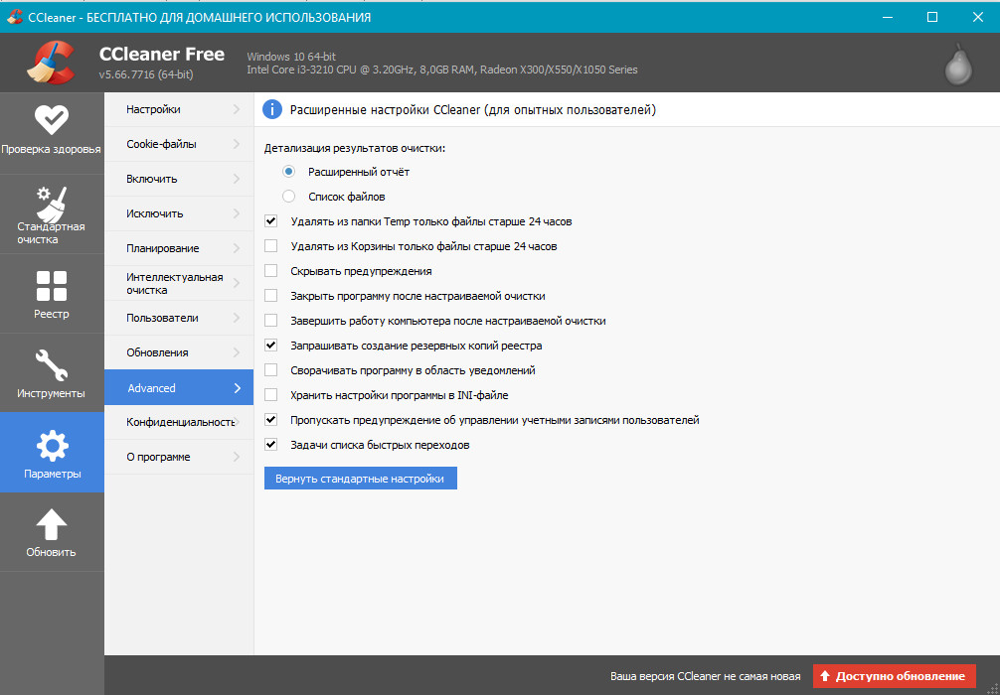 CCleaner - БЕСПЛАТНО ДЛЯ ДОМАШНЕГО ИСПОЛЬЗОВАНИЯ
CCleaner Free
v5.66.7716 (64-bit)
Windows 10 64-bit
Intel Core i3-3210 CPU @ 3.20GHz, 8,0GB RAM, Radeon X300/X550/X1050 Series
Проверка здоровья
Стандартная
очистка
Реестр
Инструменты
Параметры
Обновить
Настройки
Cookie-файлы
Включить
Исключить
Планирование
Интеллектуальная
очистка
Пользователи
Обновления
Advanced
Конфиденциальность
О программе
Расширенные настройки CCleaner (для опытных пользователей)
Детализация результатов очистки:
Расширенный отчёт
Список файлов
Удалять из папки Temp только файлы старше 24 часов
Удалять из Корзины только файлы старше 24 часов
Скрывать предупреждения
Закрыть программу после настраиваемой очистки
Завершить работу компьютера после настраиваемой очистки
Запрашивать создание резервных копий реестра
Сворачивать программу в область уведомлений
Хранить настройки программы в INI-файле
Пропускать предупреждение об управлении учетными записями пользователей
Задачи списка быстрых переходов
Вернуть стандартные настройки
Ваша версия CCleaner не самая новая
Доступно обновление